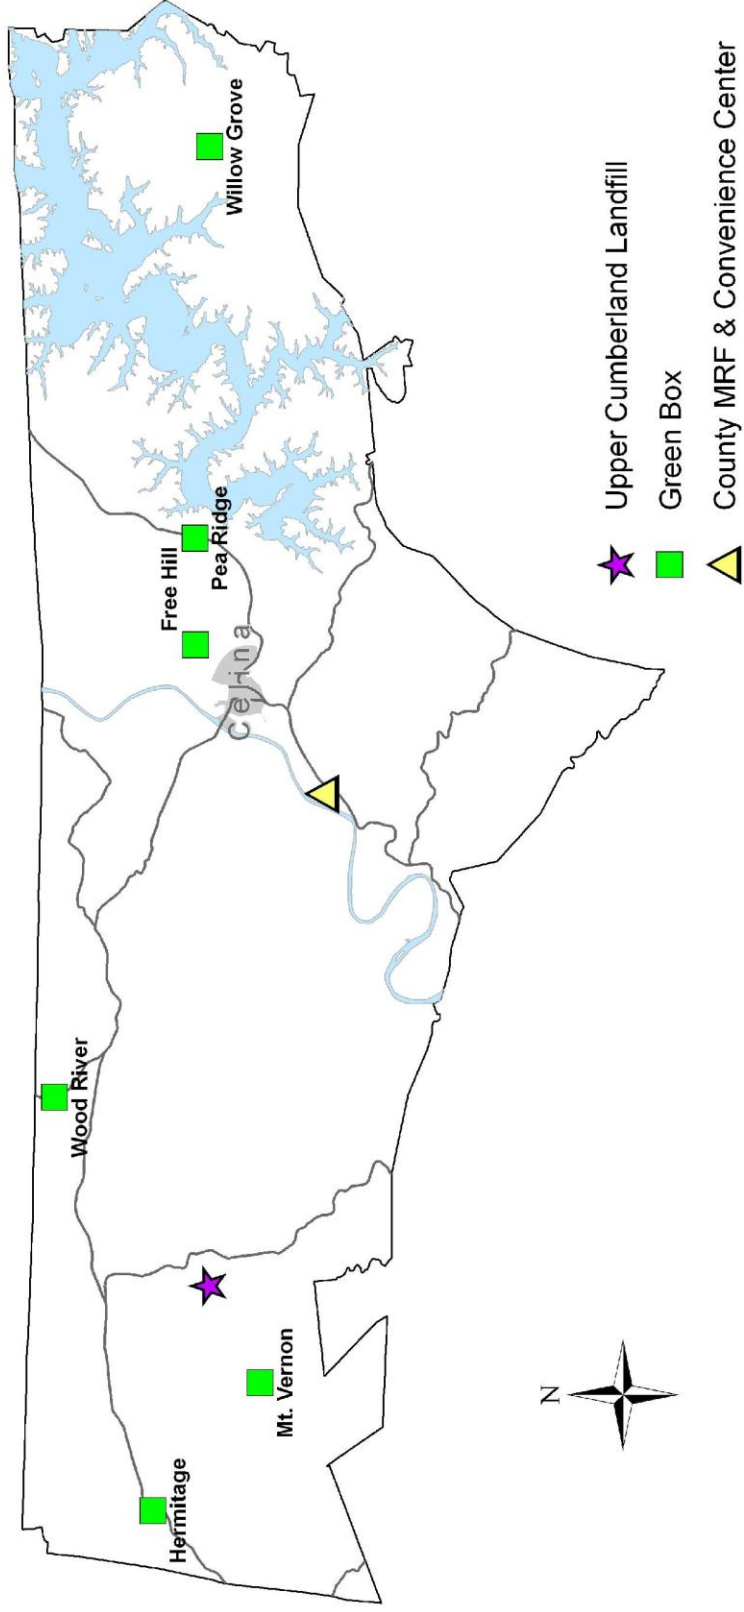 Willow Grove
Free Hill
Pea Ridge
Celina
Wood River
Mt. Vernon
Hermitage
N
Upper Cumberland Landfill
Green Box
County MRF & Convenience Center